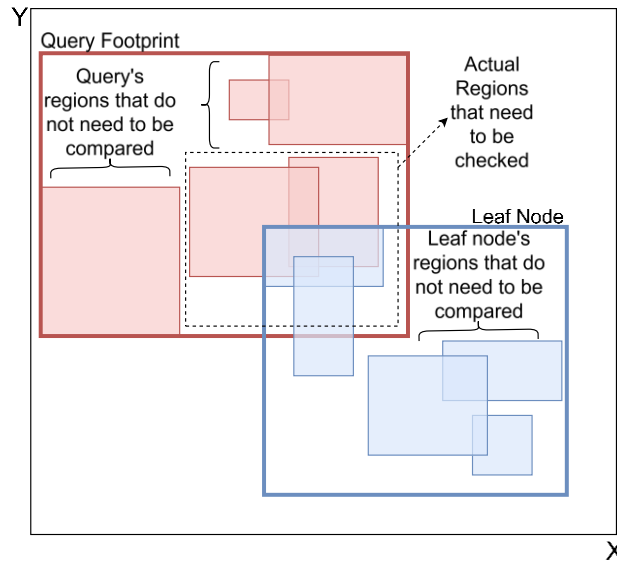 Y
Query Footprint
Query's
regions that do
not need to be
compared
Actual
Regions
that need
to be
checked
Leaf Node
Leaf node's
regions that do
not need to be
compared
X